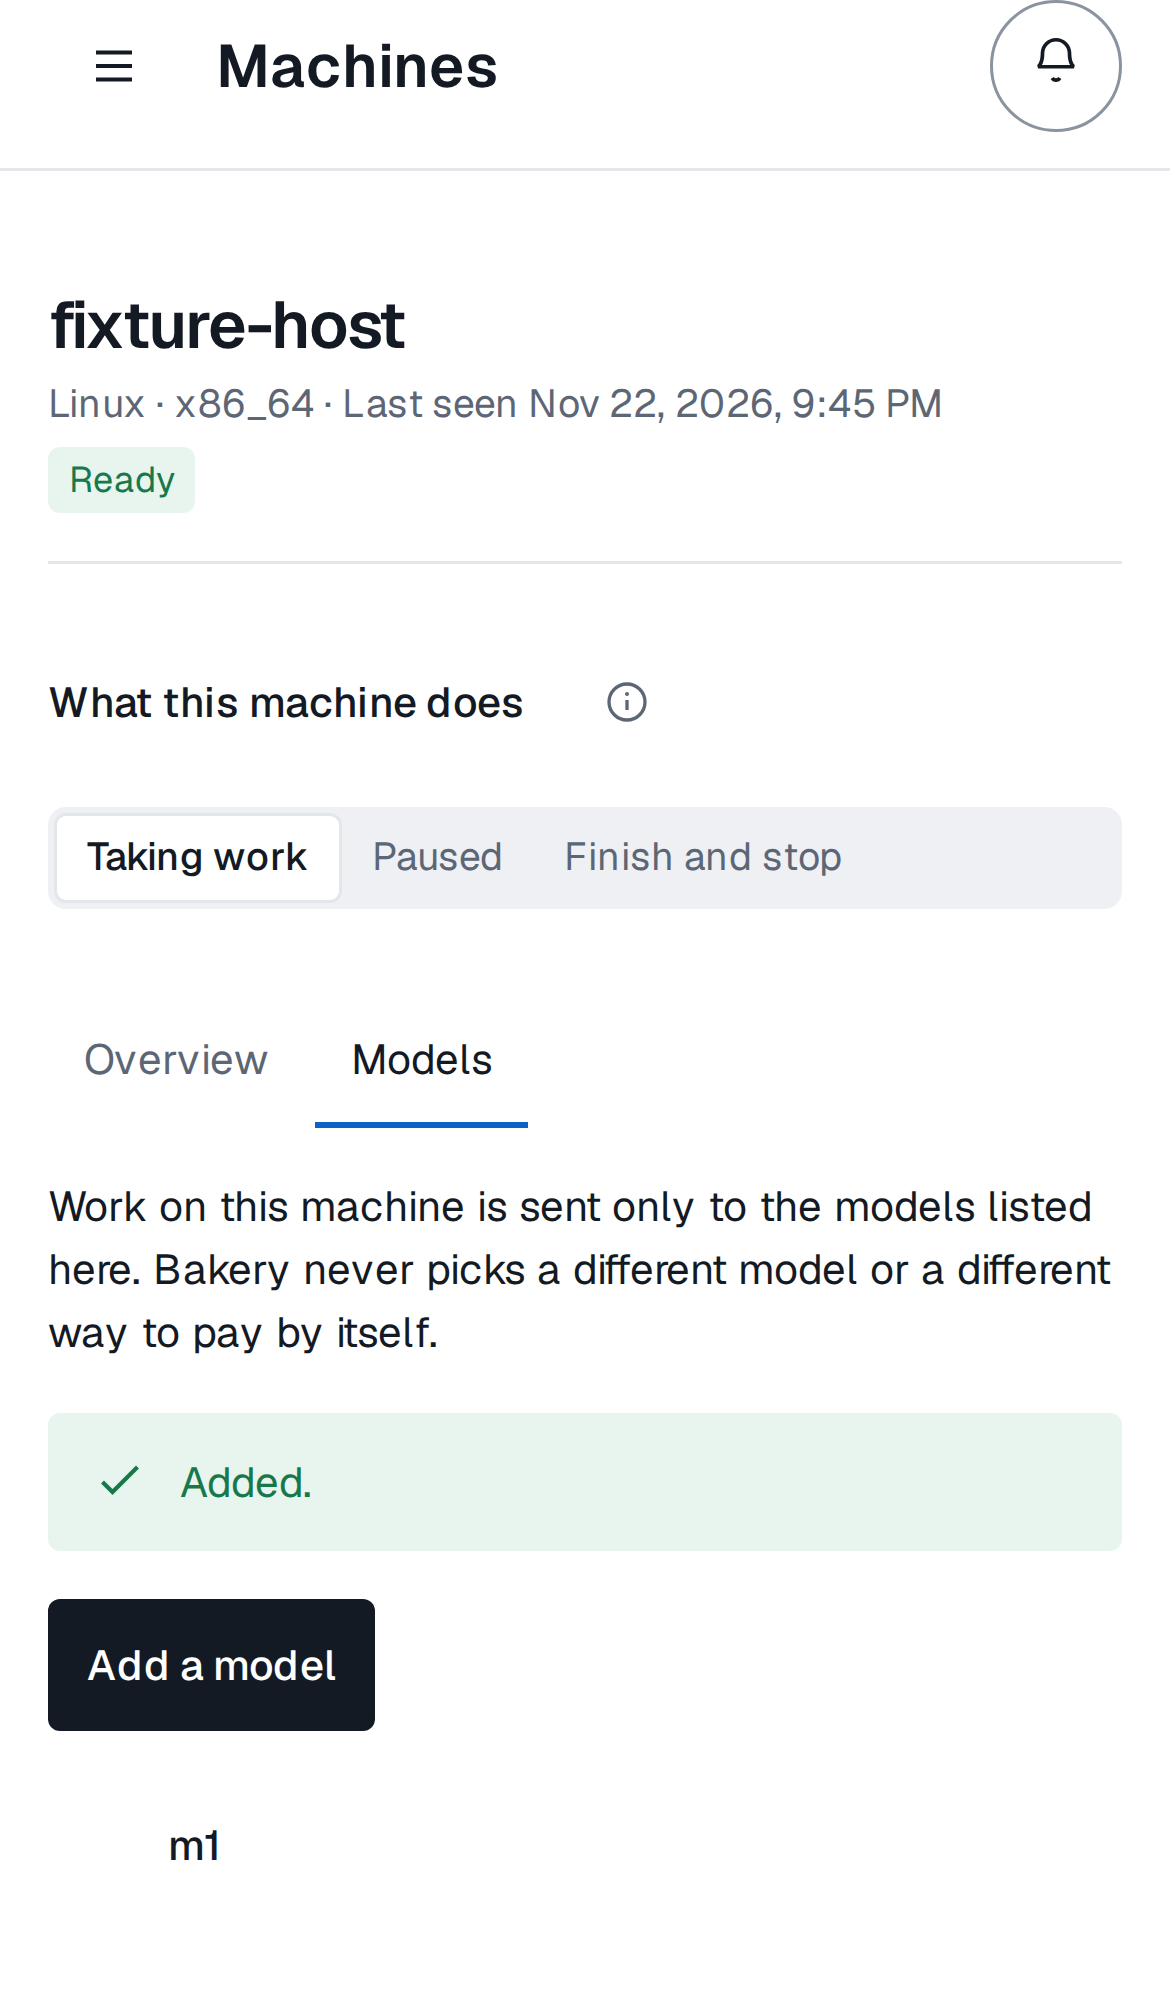 Machines
fixture-host
Linux · x86_64 · Last seen Nov 22, 2026, 9:45 PM
Ready
What this machine does
Taking work Paused Finish and stop
Overview Models
Work on this machine is sent only to the models listed
here. Bakery never picks a different model or a different
way to pay by itself.
Added.
Add a model
m1